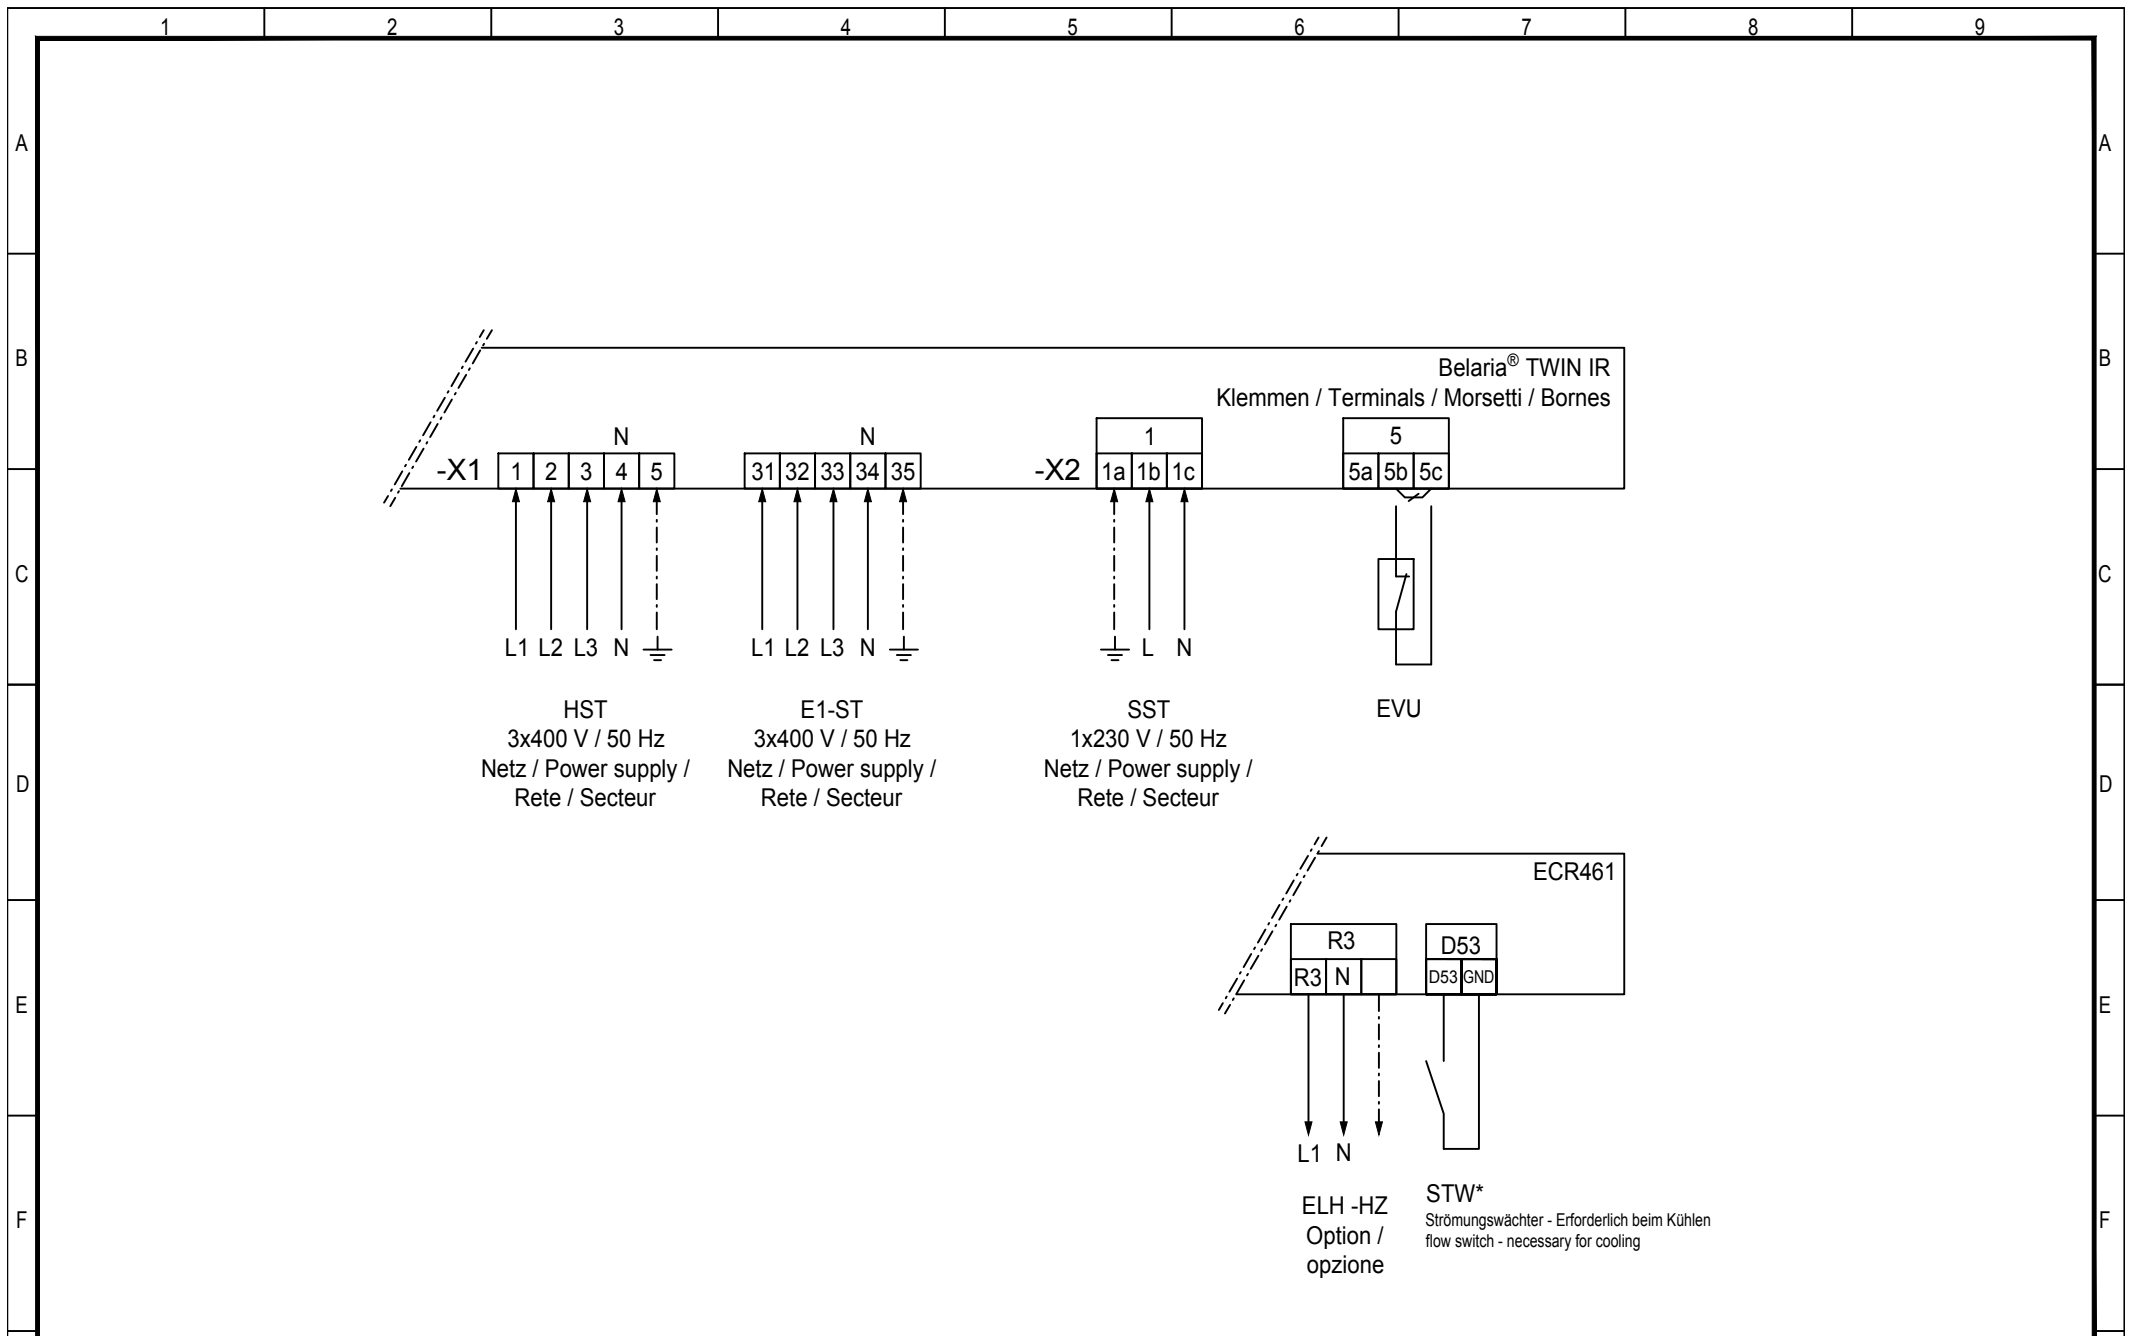 1 2 3 4 5 6 7 8 9
A A
B B
Belaria® TWIN IR
Klemmen / Terminals / Morsetti / Bornes
N N 1 5
-X1 1 2 3 4 5 31 32 33 34 35 -X2 1a 1b 1c 5a 5b 5c
C C
L1 L2 L3 N L1 L2 L3 N L N
HST
3x400 V / 50 Hz
Netz / Power supply /
Rete / Secteur
E1-ST
3x400 V / 50 Hz
Netz / Power supply /
Rete / Secteur
SST
1x230 V / 50 Hz
Netz / Power supply /
Rete / Secteur
EVU
D D
ECR461
R3 D53
R3 N D53 GND
E E
L1 N
ELH -HZ
Option /
opzione
STW*
Strömungswächter - Erforderlich beim Kühlen
flow switch - necessary for cooling
F F